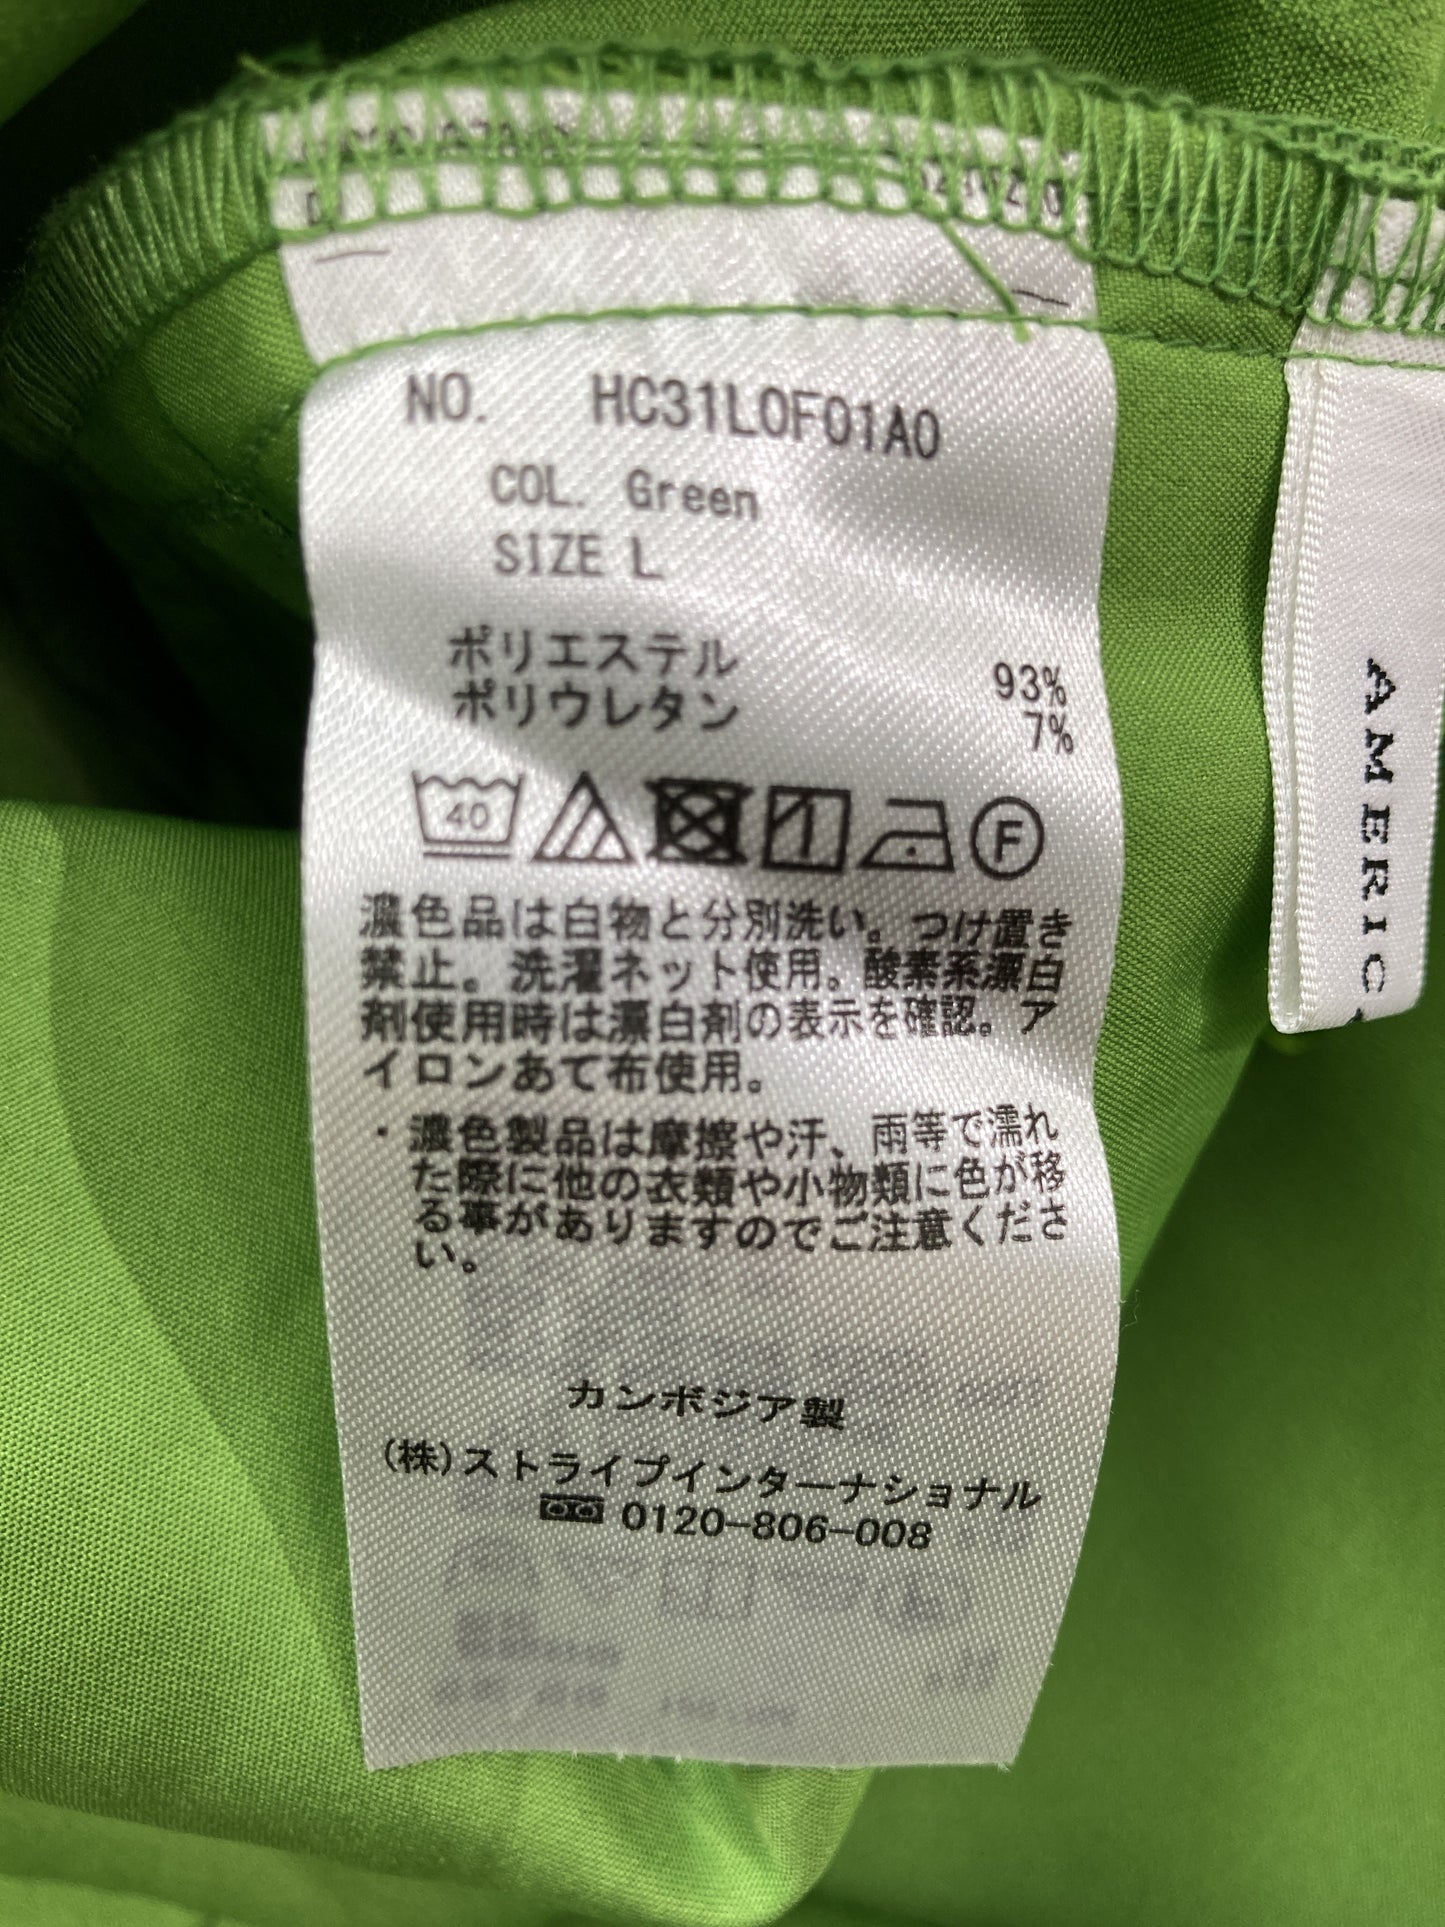 NO. HC31L0F01A0
COL. Green
SIZE L
ポリエステル 93%
ポリウレタン 7%
40 F
濃色品は白物と分別洗い。つけ置き
禁止。洗濯ネット使用。酸素系漂白
剤使用時は漂白剤の表示を確認。ア
イロンあて布使用。
・濃色製品は摩擦や汗、雨等で濡れ
た際に他の衣類や小物類に色が移
る事がありますのでご注意くださ
い。
カンボジア製
(株)ストライプインターナショナル
0120-806-008
AMERIC